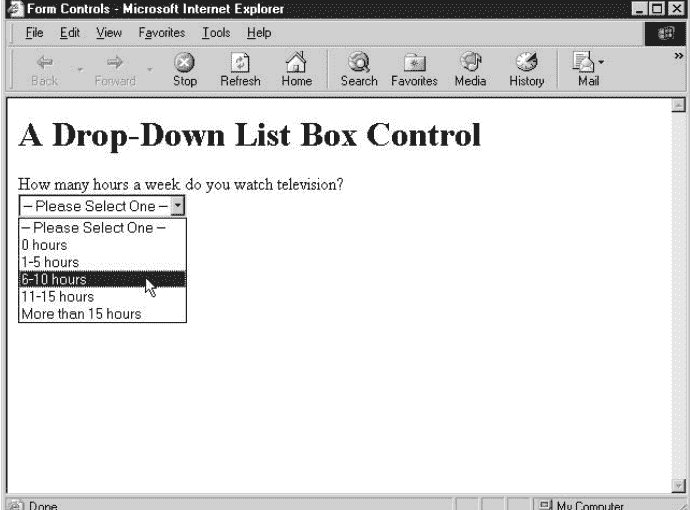 Form Controls - Microsoft Internet Explorer
File Edit View Favorites Tools Help
Back Forward Stop Refresh Home Search Favorites Media History Mail »
A Drop-Down List Box Control
How many hours a week do you watch television?
-- Please Select One --
-- Please Select One --
0 hours
1-5 hours
6-10 hours
11-15 hours
More than 15 hours
Done My Computer